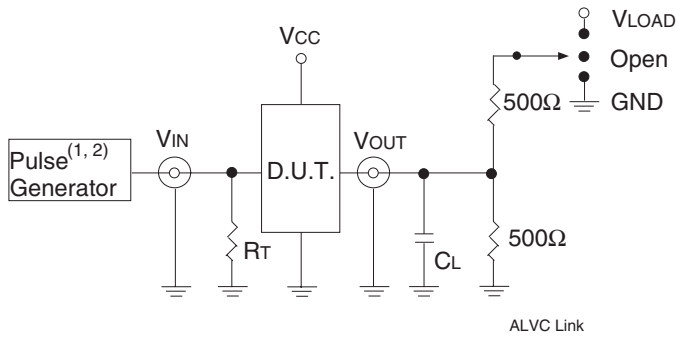 VLOAD
VCC
Open
500Ω
GND
VIN
VOUT
Pulse(1, 2)
Generator
D.U.T.
RT
CL
500Ω
ALVC Link